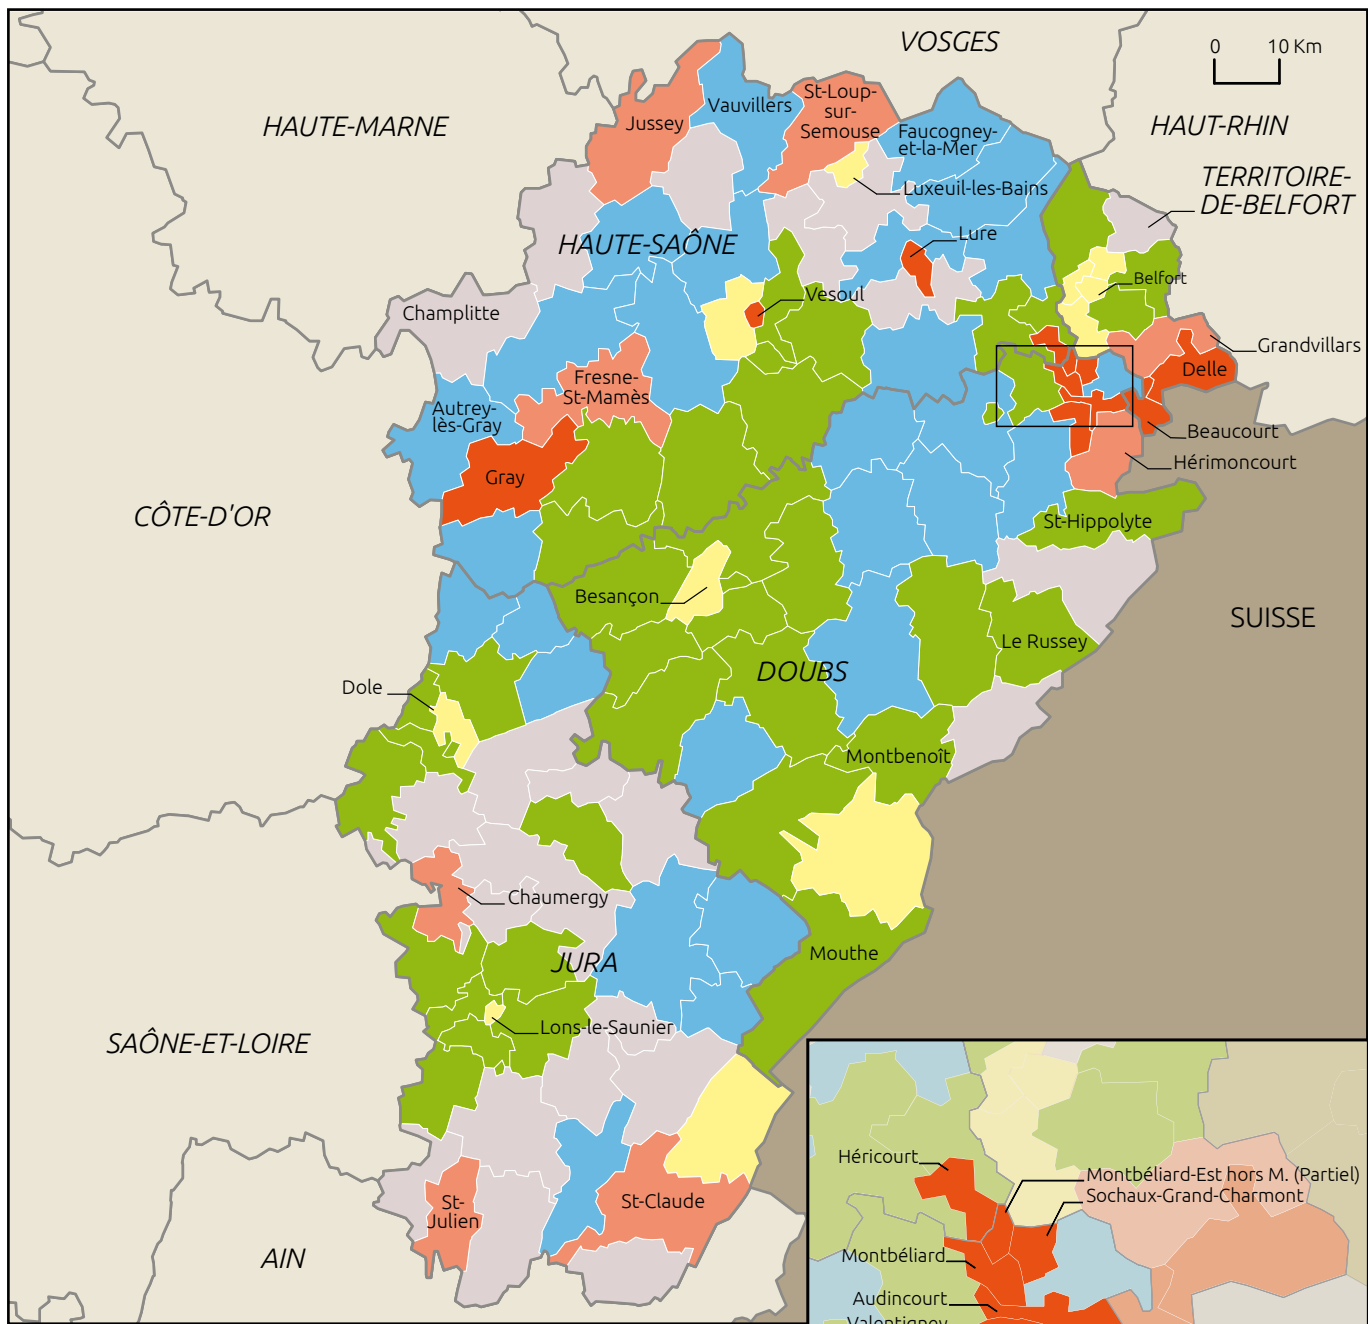 VOSGES
0 10 Km
HAUTE-MARNE
HAUT-RHIN
TERRITOIRE-
DE-BELFORT
Jussey
Vauvillers
St-Loup-
sur-
Semouse
Faucogney-
et-la-Mer
Luxeuil-les-Bains
HAUTE-SAÔNE
Lure
Belfort
Vesoul
Champlitte
Grandvillars
Delle
Fresne-
St-Mamès
Autrey-
lès-Gray
Beaucourt
Hérimoncourt
Gray
CÔTE-D'OR
St-Hippolyte
Besançon
SUISSE
Le Russey
DOUBS
Dole
Montbenoît
Chaumergy
Mouthe
JURA
Lons-le-Saunier
SAÔNE-ET-LOIRE
St-
Julien
St-Claude
AIN
Héricourt
Montbéliard-Est hors M. (Partiel)
Sochaux-Grand-Charmont
Montbéliard
Audincourt
Valentigney